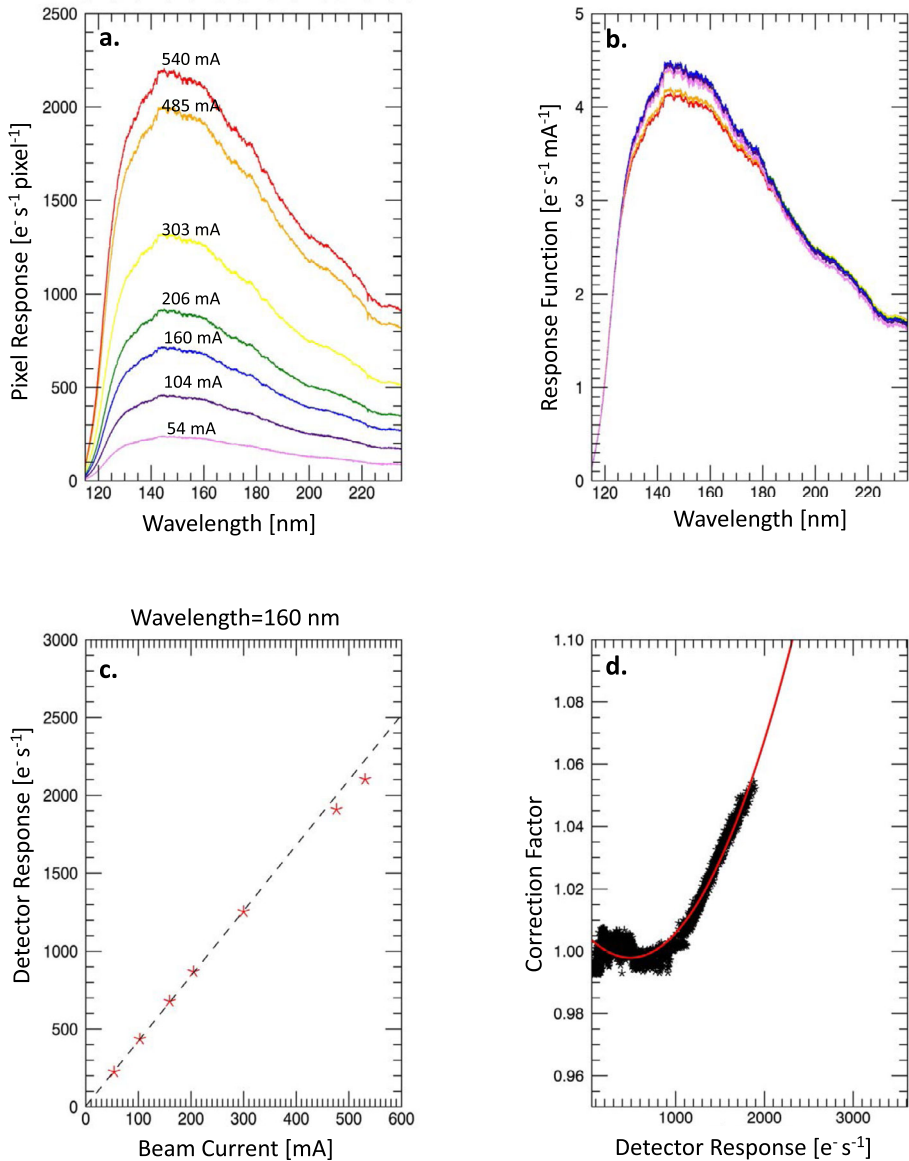 a.
2500
2000
1500
1000
500
0
540 mA
485 mA
303 mA
206 mA
160 mA
104 mA
54 mA
120 140 160 180 200 220
Wavelength [nm]
Pixel Response [e⁻ s⁻¹ pixel⁻¹]
b.
5
4
3
2
1
0
120 140 160 180 200 220
Wavelength [nm]
Response Function [e⁻ s⁻¹ mA⁻¹]
Wavelength=160 nm
c.
3000
2500
2000
1500
1000
500
0
0 100 200 300 400 500 600
Beam Current [mA]
Detector Response [e⁻ s⁻¹]
d.
1.10
1.08
1.06
1.04
1.02
1.00
0.98
0.96
1000 2000 3000
Detector Response [e⁻ s⁻¹]
Correction Factor